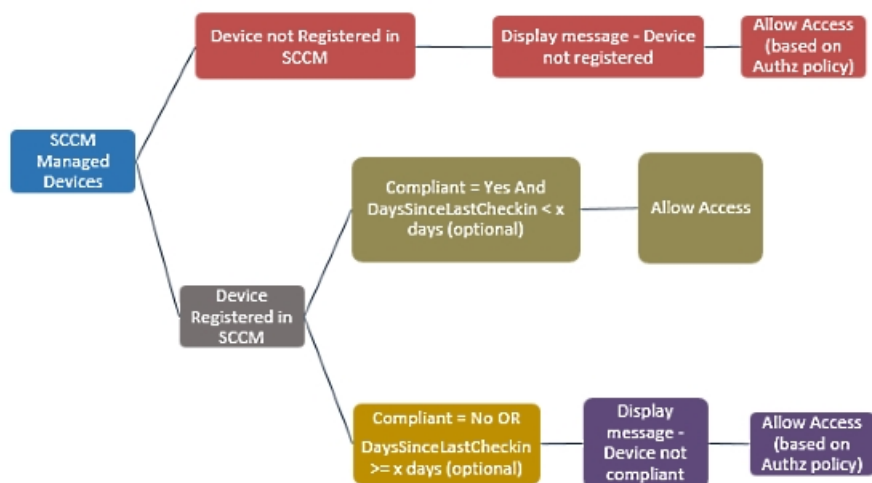 Device not Registered in
SCCM
Display message - Device
not registered
Allow Access
(based on
Authz policy)
SCCM
Managed
Devices
Compliant = Yes And
DaysSinceLastCheckin < x
days (optional)
Allow Access
Device
Registered in
SCCM
Compliant = No OR
DaysSinceLastCheckin
>= x days (optional)
Display
message -
Device not
compliant
Allow Access
(based on
Authz policy)